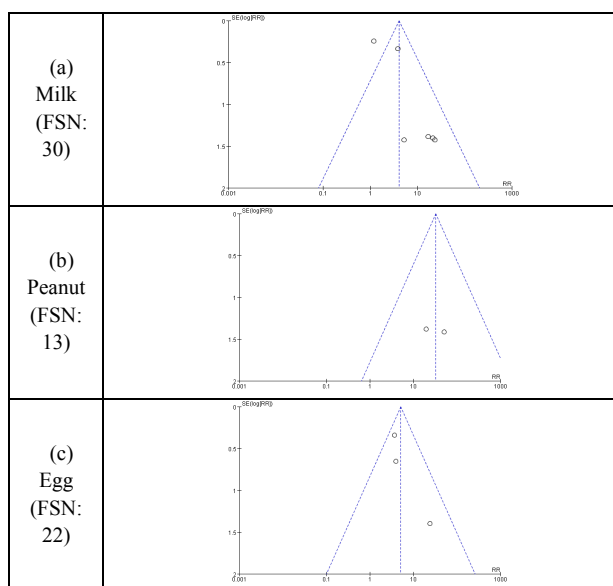 (a)
Milk
(FSN:
30)
SE(log[RR])
0
0.5
1
1.5
2
0.001 0.1 1 10 1000
RR
(b)
Peanut
(FSN:
13)
SE(log[RR])
0
0.5
1
1.5
2
0.001 0.1 1 10 1000
RR
(c)
Egg
(FSN:
22)
SE(log[RR])
0
0.5
1
1.5
2
0.001 0.1 1 10 1000
RR